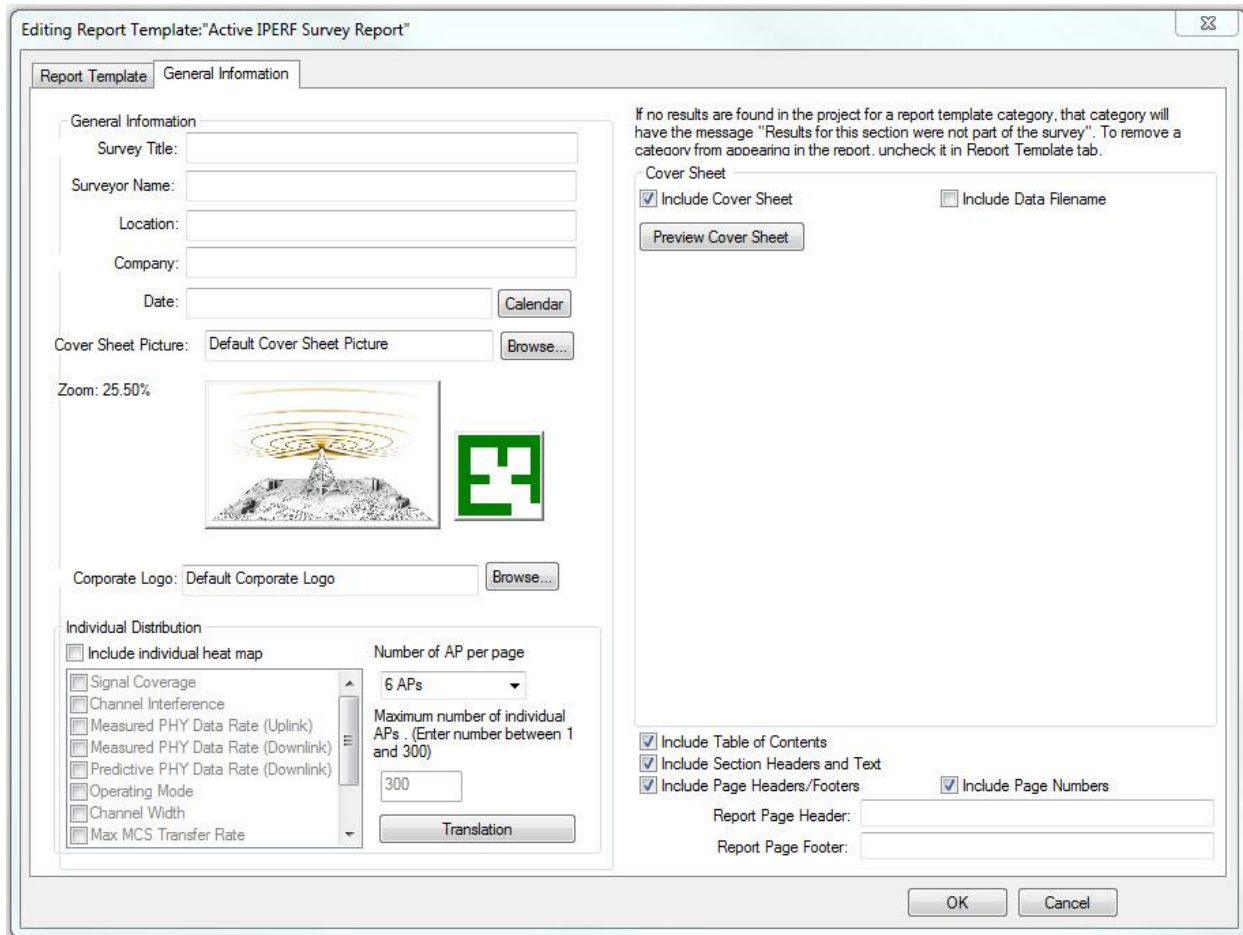 Editing Report Template:"Active IPERF Survey Report"
Report Template
General Information
General Information
Survey Title:
Surveyor Name:
Location:
Company:
Date:
Calendar
Cover Sheet Picture:
Default Cover Sheet Picture
Browse...
Zoom: 25.50%
Corporate Logo:
Default Corporate Logo
Browse...
Individual Distribution
Include individual heat map
Signal Coverage
Channel Interference
Measured PHY Data Rate (Uplink)
Measured PHY Data Rate (Downlink)
Predictive PHY Data Rate (Downlink)
Operating Mode
Channel Width
Max MCS Transfer Rate
Number of AP per page
6 APs
Maximum number of individual
APs . (Enter number between 1
and 300)
300
Translation
If no results are found in the project for a report template category, that category will
have the message "Results for this section were not part of the survey". To remove a
category from appearing in the report, uncheck it in Report Template tab.
Cover Sheet
Include Cover Sheet
Include Data Filename
Preview Cover Sheet
Include Table of Contents
Include Section Headers and Text
Include Page Headers/Footers
Include Page Numbers
Report Page Header:
Report Page Footer:
OK
Cancel